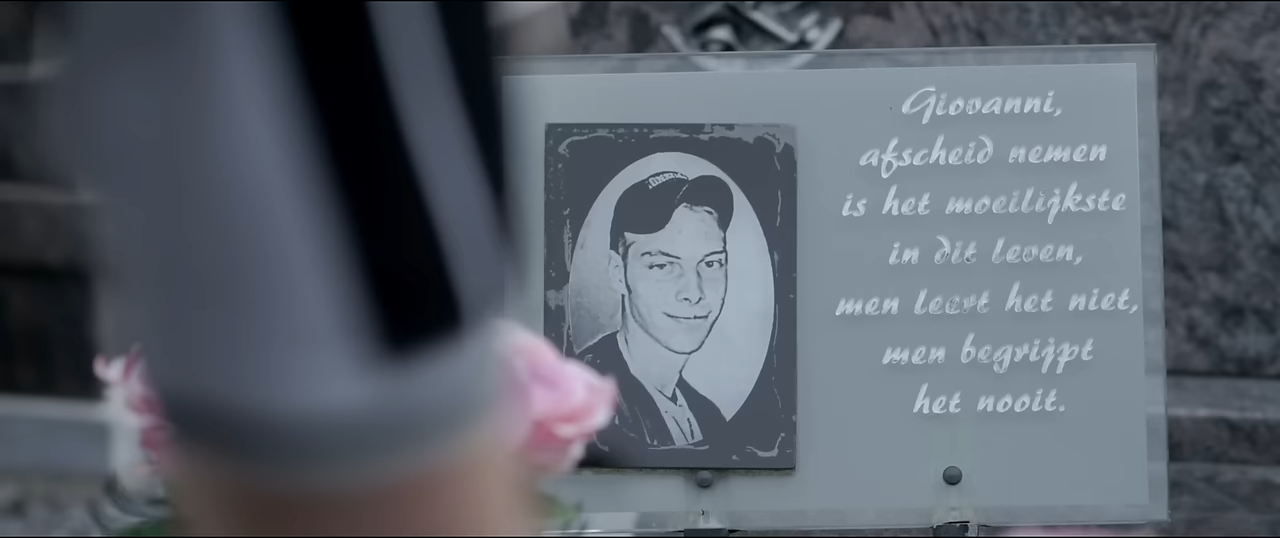 Giovanni,
afscheid nemen
is het moeilijkste
in dit leven,
men leert het niet,
men begrijpt
het nooit.